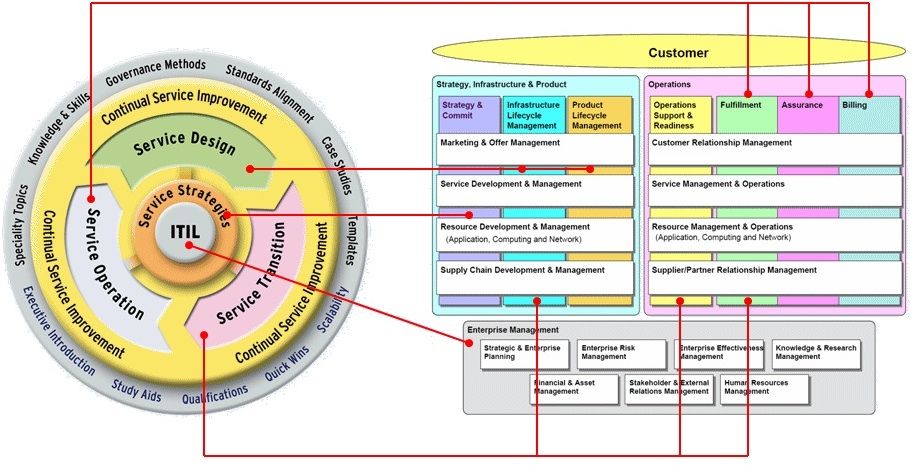 Governance Methods
Standards Alignment
Knowledge & Skills
Case Studies
Speciality Topics
Templates
Executive Introduction
Scalability
Study Aids
Qualifications
Quick Wins
Continual Service Improvement
Continual Service Improvement
Continual Service Improvement
Service Design
Service Operation
Service Transition
Service Strategies
ITIL
Customer
Strategy, Infrastructure & Product
Strategy &
Commit
Infrastructure
Lifecycle
Management
Product
Lifecycle
Management
Marketing & Offer Management
Service Development & Management
Resource Development & Management
(Application, Computing and Network)
Supply Chain Development & Management
Operations
Operations
Support &
Readiness
Fulfillment
Assurance
Billing
Customer Relationship Management
Service Management & Operations
Resource Management & Operations
(Application, Computing and Network)
Supplier/Partner Relationship Management
Enterprise Management
Strategic & Enterprise
Planning
Enterprise Risk
Management
Enterprise Effectiveness
Management
Knowledge & Research
Management
Financial & Asset
Management
Stakeholder & External
Relations Management
Human Resources
Management